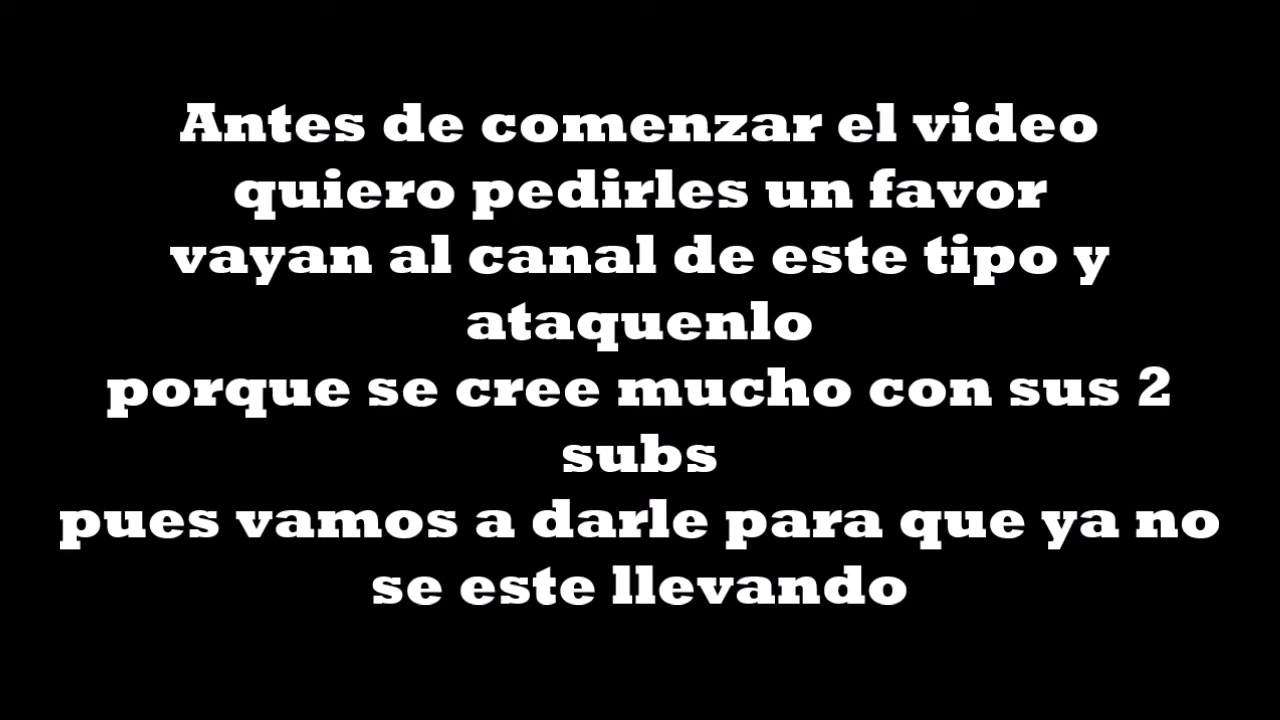 Antes de comenzar el video
quiero pedirles un favor
vayan al canal de este tipo y
ataquenlo
porque se cree mucho con sus 2
subs
pues vamos a darle para que ya no
se este llevando